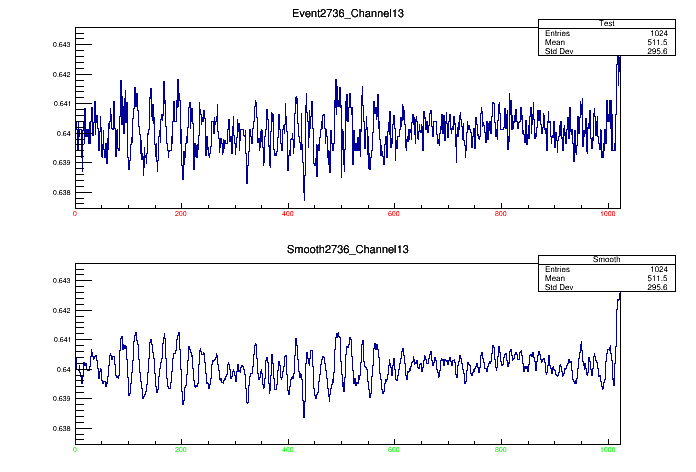 Event2736_Channel13
Test
Entries 1024
Mean 511.5
Std Dev 295.6
0.643
0.642
0.641
0.64
0.639
0.638
0 200 400 600 800 1000
Smooth2736_Channel13
Smooth
Entries 1024
Mean 511.5
Std Dev 295.6
0.643
0.642
0.641
0.64
0.639
0.638
0 200 400 600 800 1000